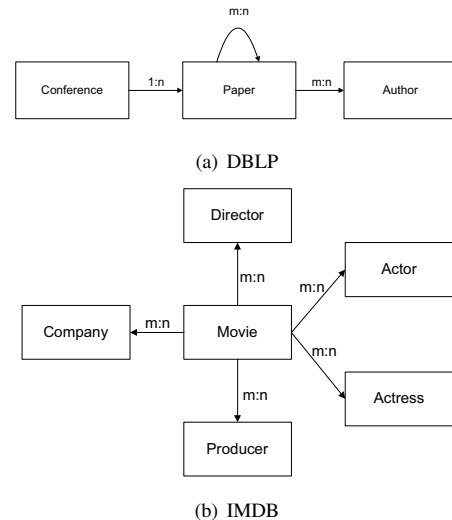 m:n
Conference
1:n
Paper
m:n
Author
(a) DBLP
Director
m:n
Actor
m:n
Company
m:n
Movie
m:n
Actress
m:n
Producer
(b) IMDB